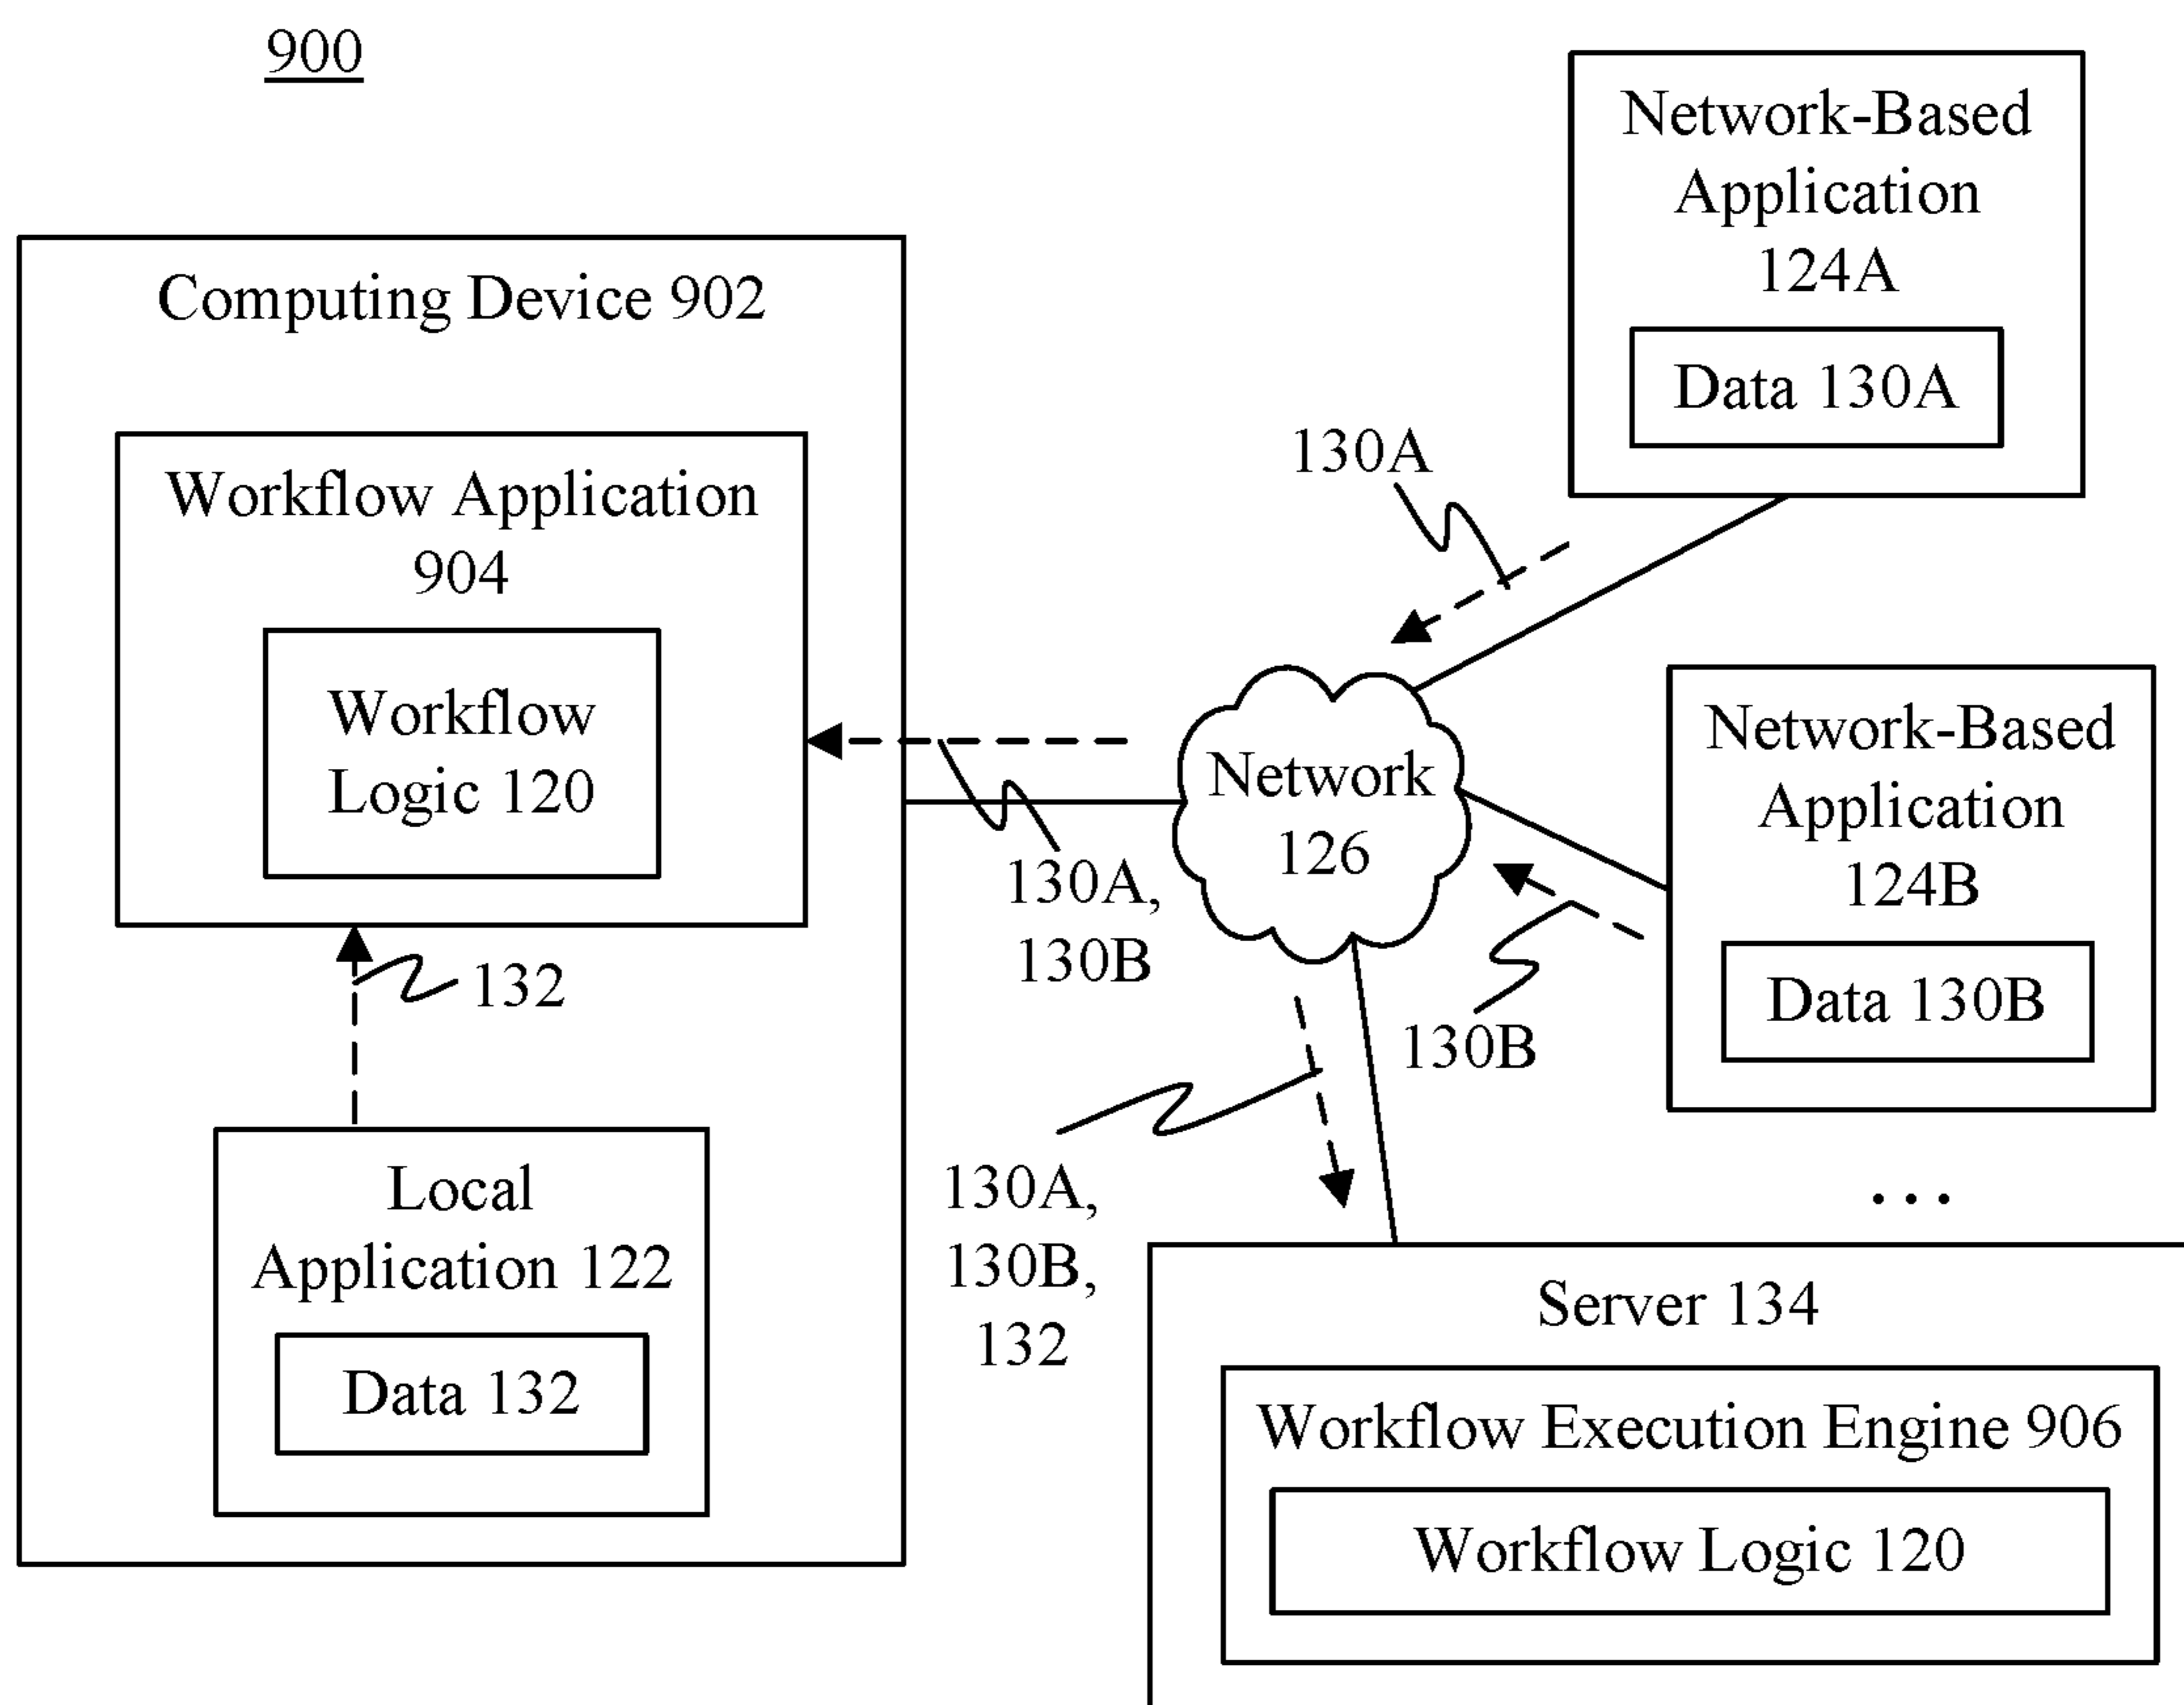 900
Computing Device 902
Workflow Application
904
Workflow
Logic 120
132
Local
Application 122
Data 132
Network-Based
Application
124A
Data 130A
130A
Network
126
130A,
130B
Network-Based
Application
124B
Data 130B
130B
130A,
130B,
132
...
Server 134
Workflow Execution Engine 906
Workflow Logic 120